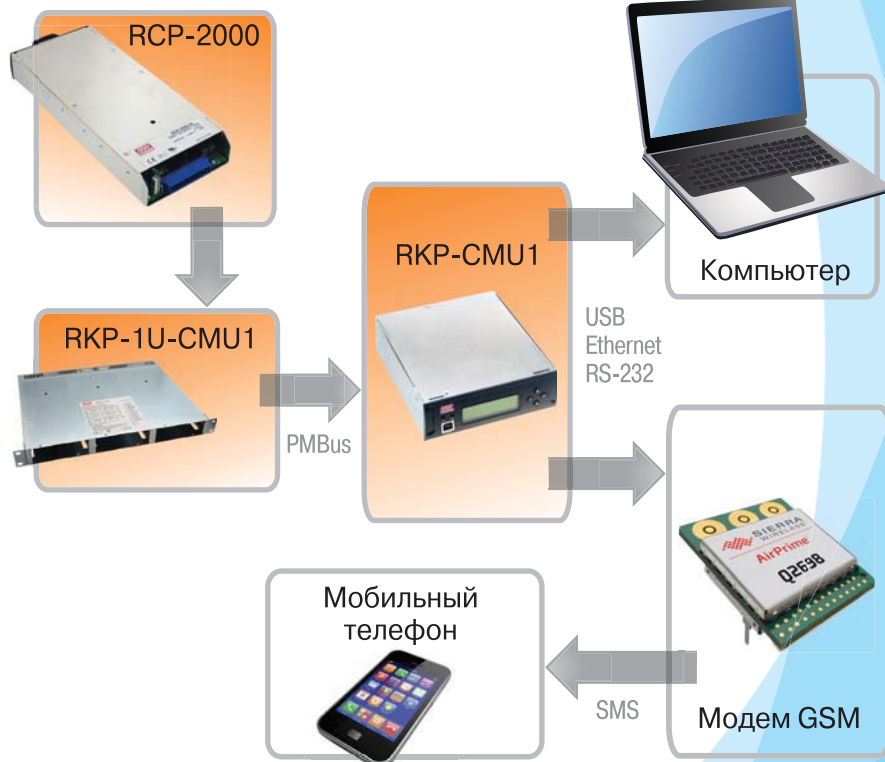 RCP-2000
RKP-1U-CMU1
PMBus
RKP-CMU1
USB
Ethernet
RS-232
Компьютер
SIERRA
WIRELESS
AirPrime
Q2698
Модем GSM
SMS
Мобильный
телефон